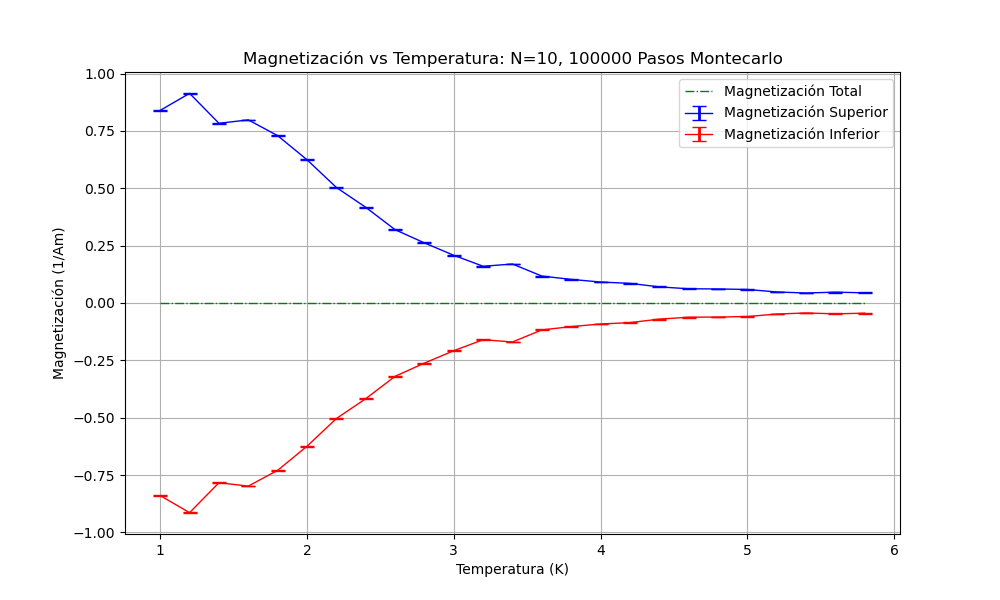 Magnetización vs Temperatura: N=10, 100000 Pasos Montecarlo
Magnetización Total
Magnetización Superior
Magnetización Inferior
Magnetización (1/Am)
1.00
0.75
0.50
0.25
0.00
−0.25
−0.50
−0.75
−1.00
1 2 3 4 5 6
Temperatura (K)